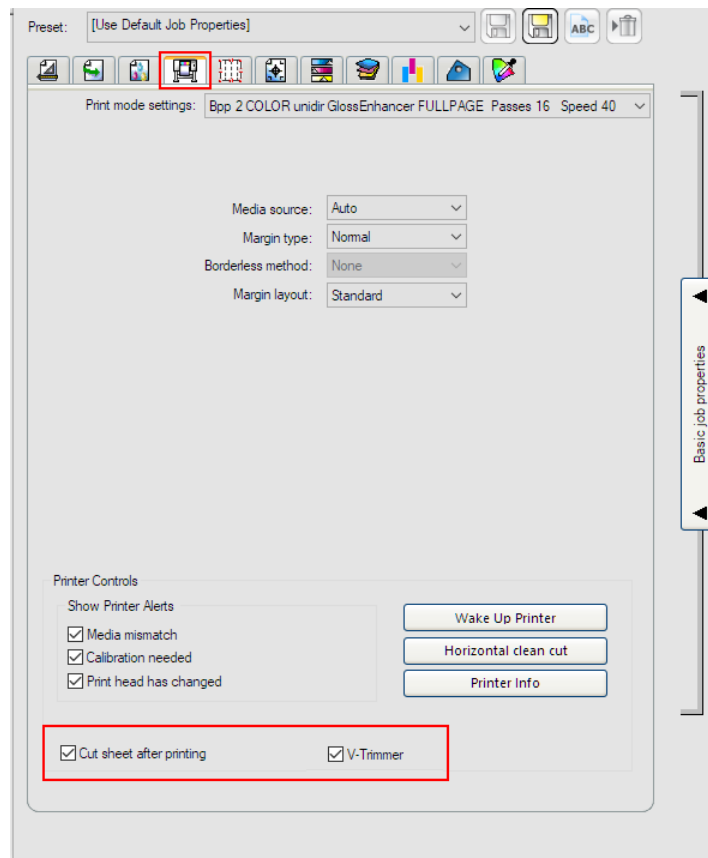 Preset: [Use Default Job Properties]
ABC
Print mode settings: Bpp 2 COLOR unidir GlossEnhancer FULLPAGE Passes 16 Speed 40
Media source: Auto
Margin type: Normal
Borderless method: None
Margin layout: Standard
Basic job properties
Printer Controls
Show Printer Alerts
Media mismatch
Calibration needed
Print head has changed
Wake Up Printer
Horizontal clean cut
Printer Info
Cut sheet after printing
V-Trimmer